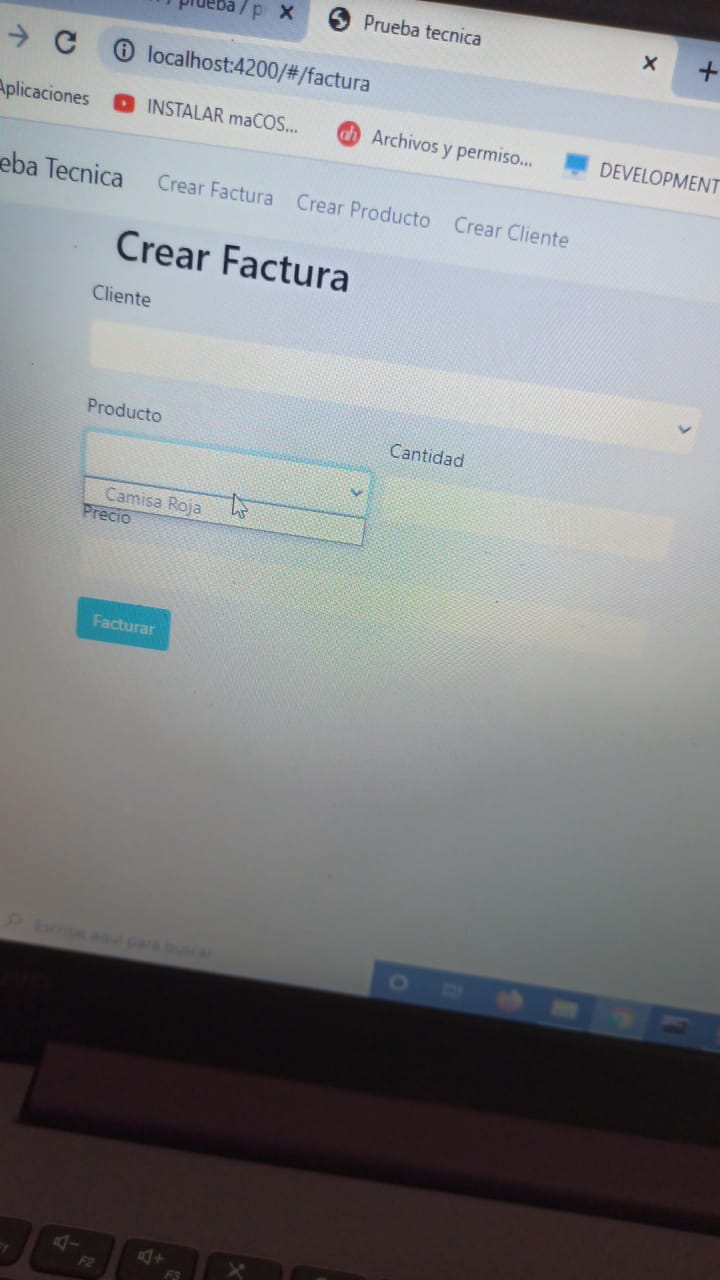 prueba / p
Prueba tecnica
localhost:4200/#/factura
Aplicaciones
INSTALAR maCOS...
Archivos y permiso...
DEVELOPMENT
eba Tecnica
Crear Factura
Crear Producto
Crear Cliente
Crear Factura
Cliente
Producto
Cantidad
Camisa Roja
Precio
Facturar
Escribe aquí para buscar
F2
F3